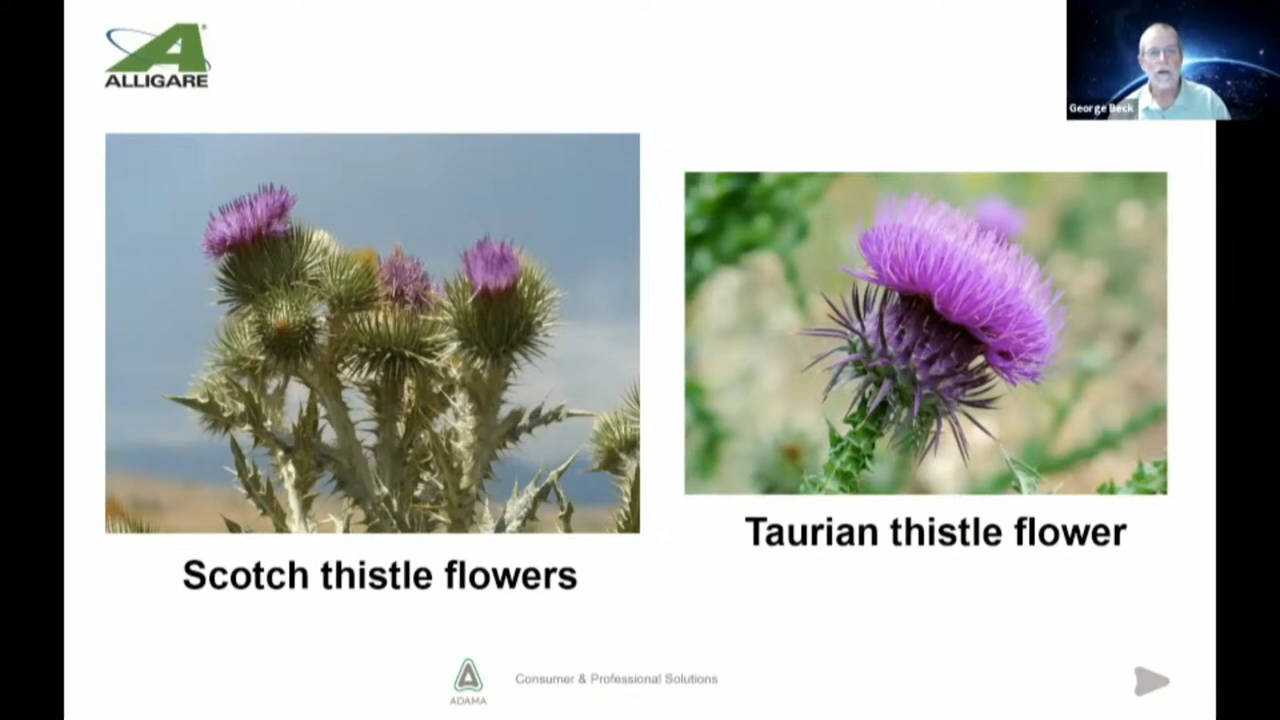 ALLIGARE
George Beck
Scotch thistle flowers
Taurian thistle flower
ADAMA
Consumer & Professional Solutions